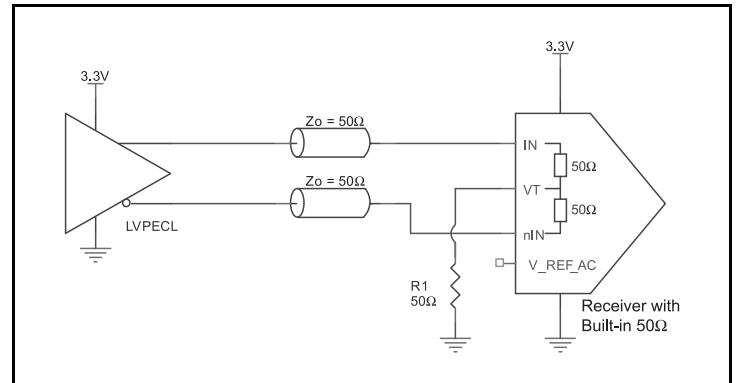 3.3V
3.3V
Zo = 50Ω
IN
50Ω
Zo = 50Ω
VT
50Ω
LVPECL
nIN
V_REF_AC
R1
50Ω
Receiver with
Built-in 50Ω